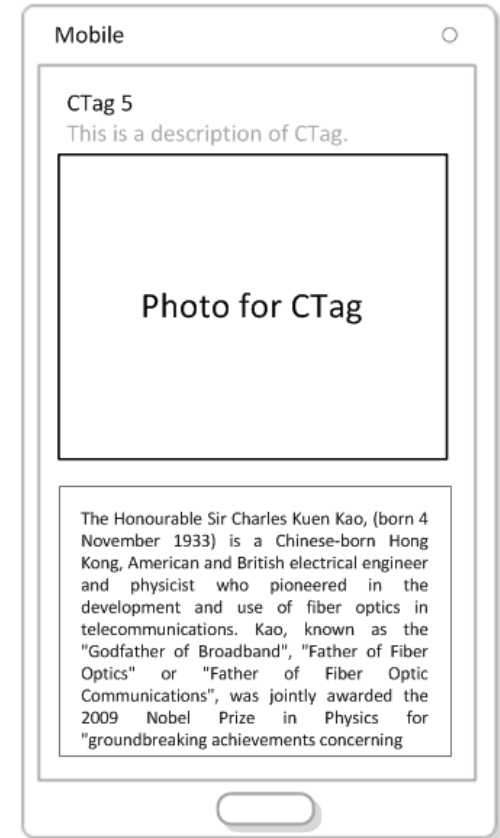 Mobile
CTag 5
This is a description of CTag.
Photo for CTag
The Honourable Sir Charles Kuen Kao, (born 4
November 1933) is a Chinese-born Hong
Kong, American and British electrical engineer
and physicist who pioneered in the
development and use of fiber optics in
telecommunications. Kao, known as the
"Godfather of Broadband", "Father of Fiber
Optics" or "Father of Fiber Optic
Communications", was jointly awarded the
2009 Nobel Prize in Physics for
"groundbreaking achievements concerning